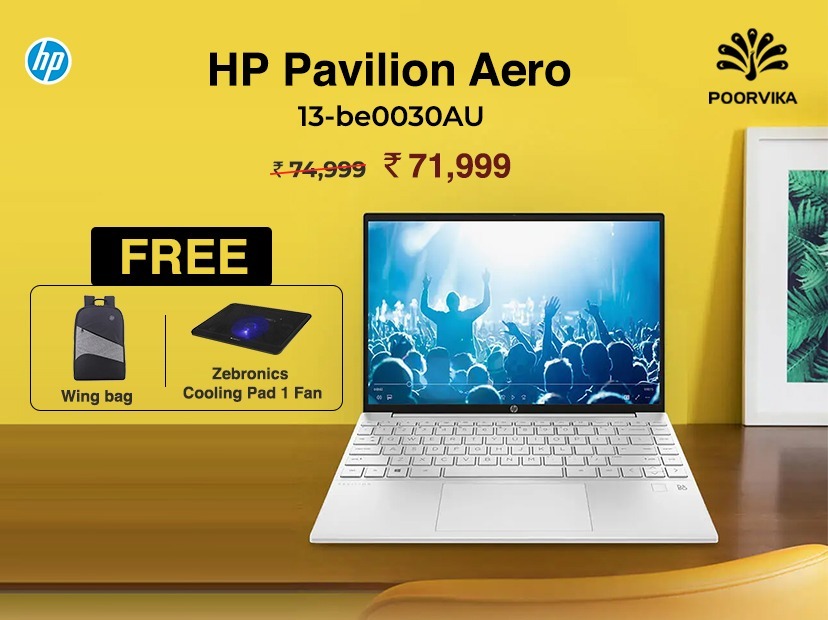 hp
HP Pavilion Aero
13-be0030AU
₹ 74,999 ₹ 71,999
POORVIKA
FREE
Wing bag
Zebronics
Cooling Pad 1 Fan